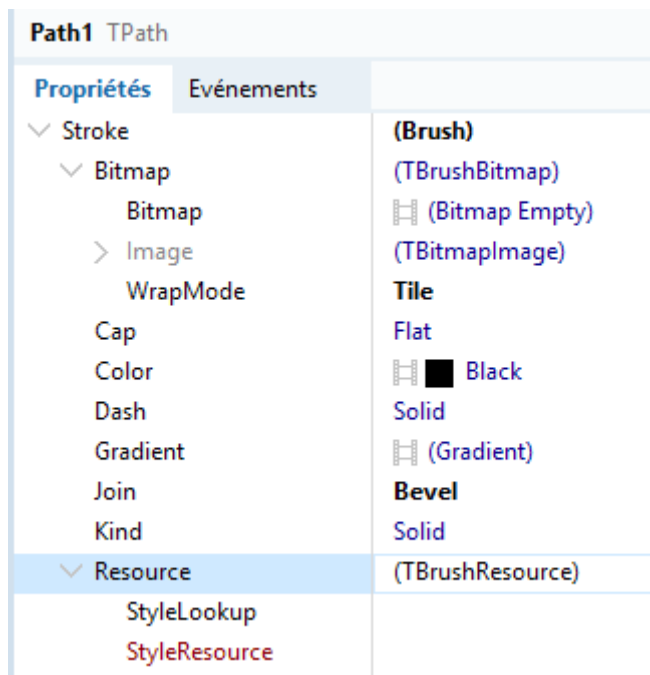 Path1 TPath
Propriétés Evénements
Stroke (Brush)
Bitmap (TBrushBitmap)
Bitmap (Bitmap Empty)
Image (TBitmapImage)
WrapMode Tile
Cap Flat
Color Black
Dash Solid
Gradient (Gradient)
Join Bevel
Kind Solid
Resource (TBrushResource)
StyleLookup
StyleResource